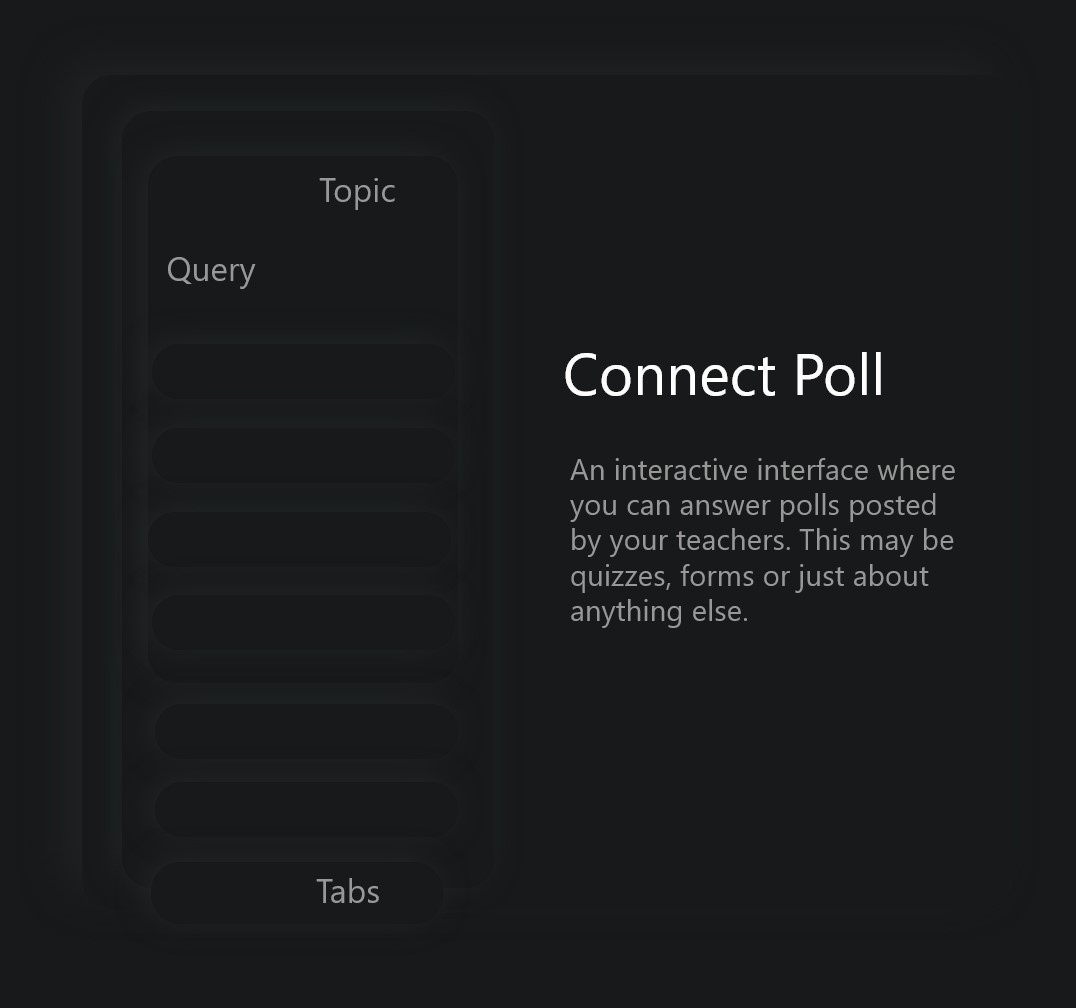 Topic
Query
Tabs
Connect Poll
An interactive interface where
you can answer polls posted
by your teachers. This may be
quizzes, forms or just about
anything else.